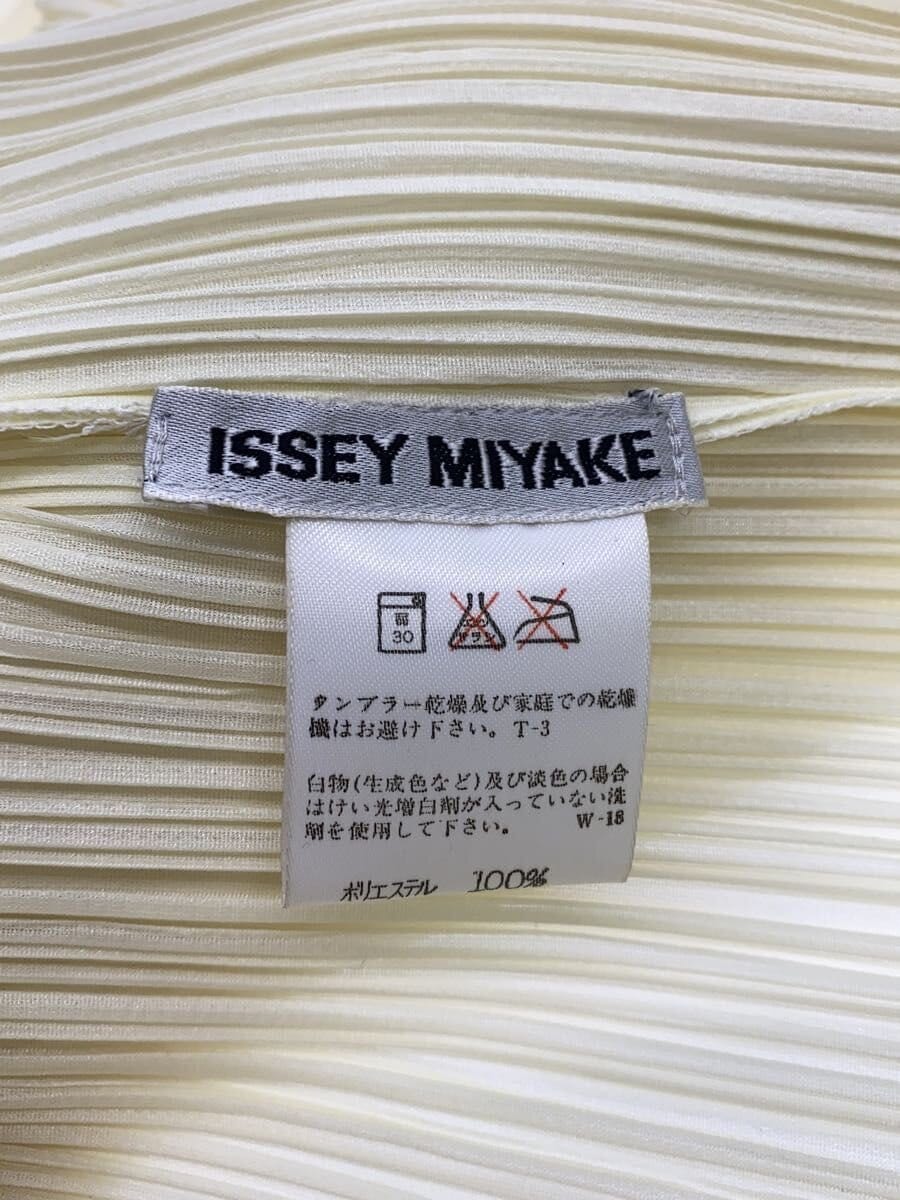 ISSEY MIYAKE
弱
30
サラシ
タンブラー乾燥及び家庭での乾燥
機はお避け下さい。T-3
白物(生成色など)及び淡色の場合
はけい光増白剤が入っていない洗
剤を使用して下さい。 W-18
ポリエステル 100%